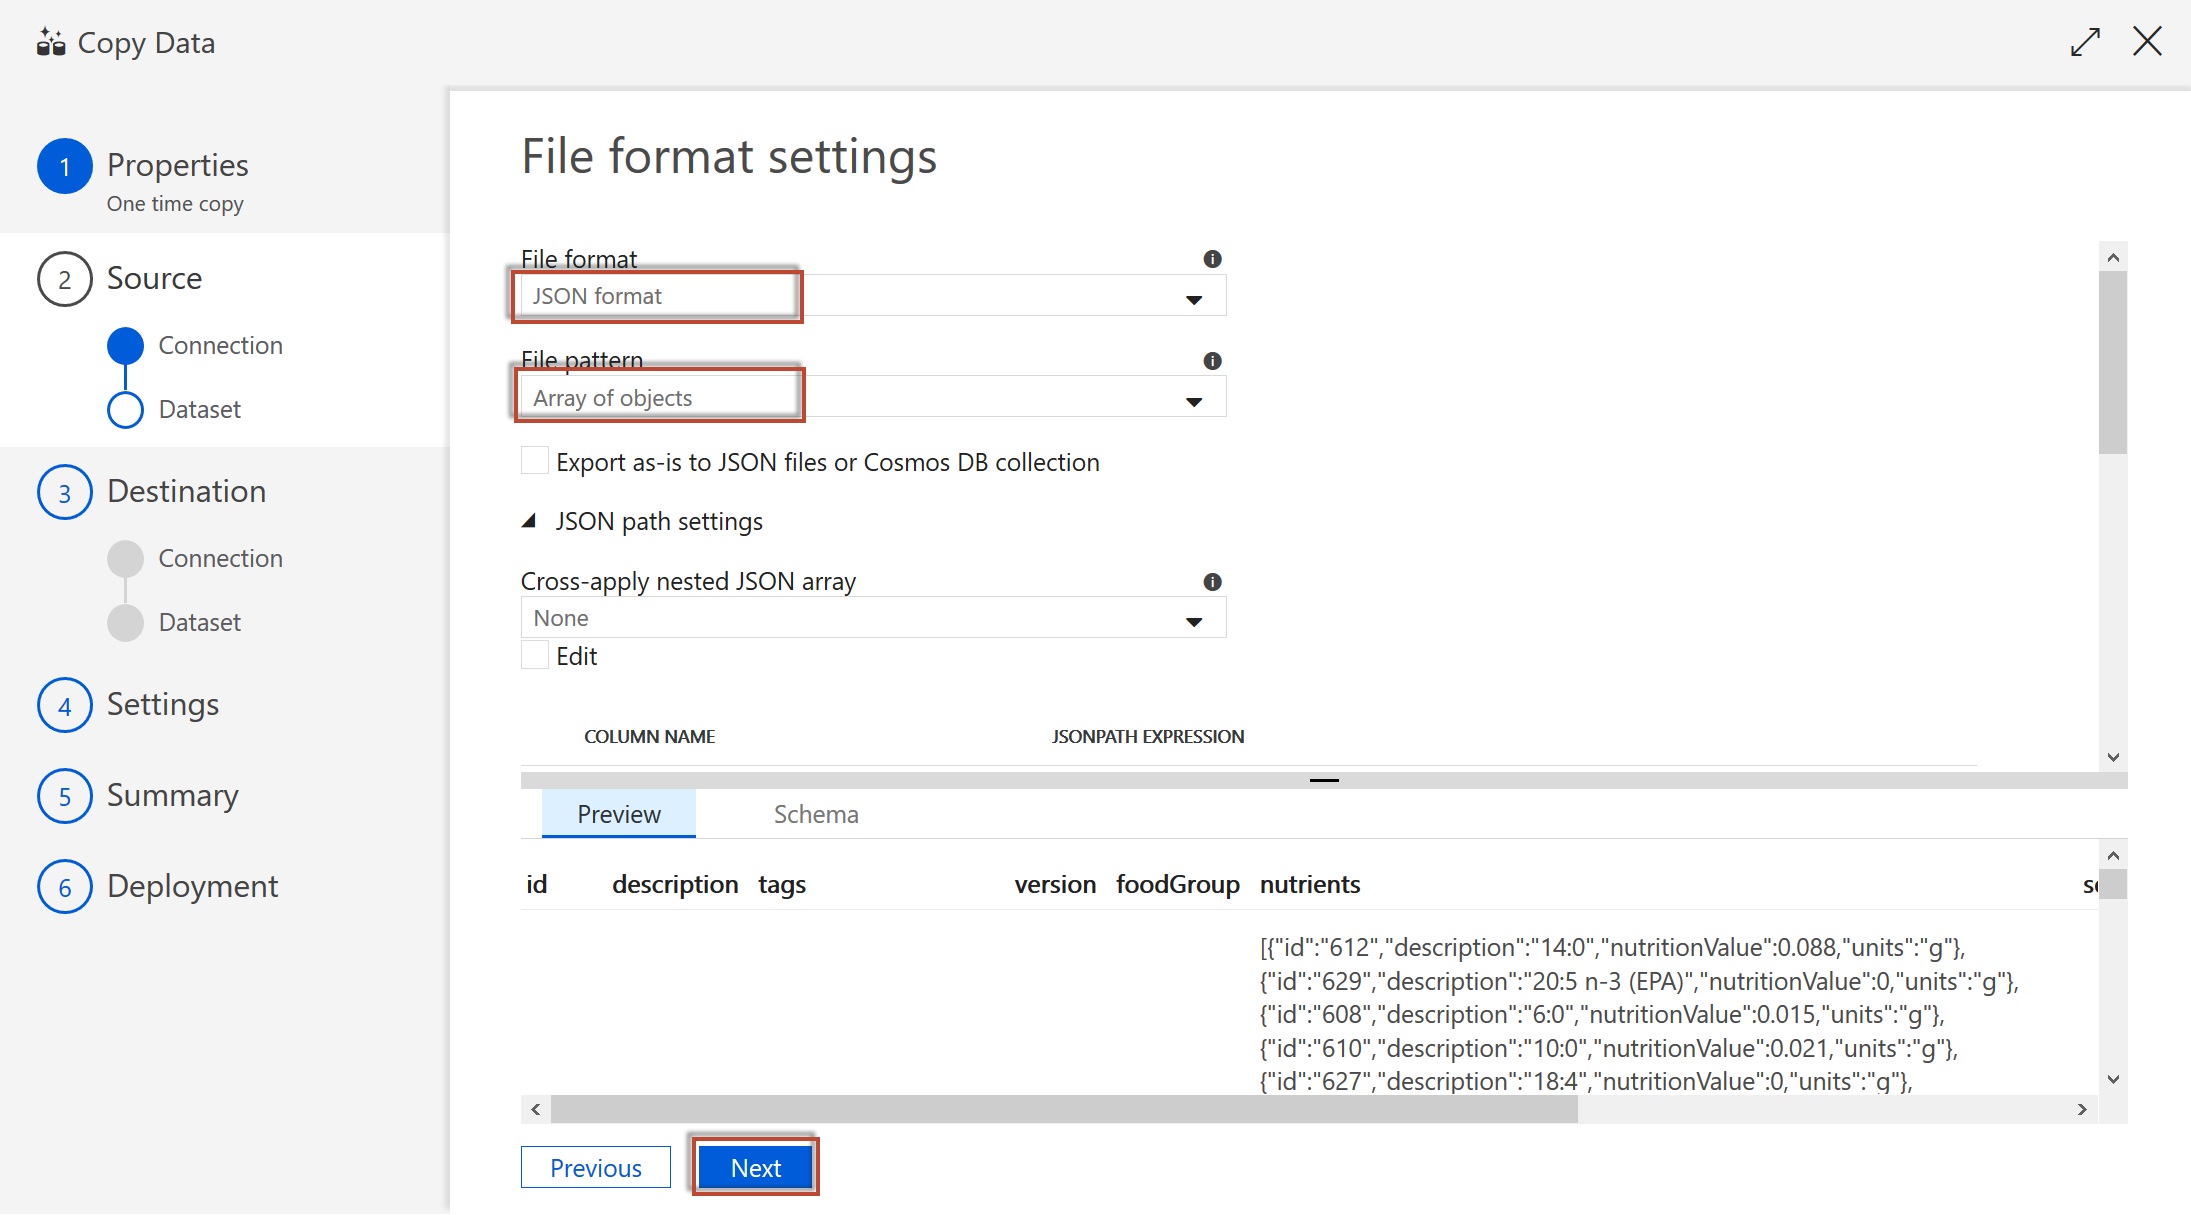 Copy Data
1 Properties
One time copy
2 Source
Connection
Dataset
3 Destination
Connection
Dataset
4 Settings
5 Summary
6 Deployment
File format settings
File format
JSON format
File pattern
Array of objects
Export as-is to JSON files or Cosmos DB collection
JSON path settings
Cross-apply nested JSON array
None
Edit
COLUMN NAME JSONPATH EXPRESSION
Preview Schema
id description tags version foodGroup nutrients
[{"id":"612","description":"14:0","nutritionValue":0.088,"units":"g"},
{"id":"629","description":"20:5 n-3 (EPA)","nutritionValue":0,"units":"g"},
{"id":"608","description":"6:0","nutritionValue":0.015,"units":"g"},
{"id":"610","description":"10:0","nutritionValue":0.021,"units":"g"},
{"id":"627","description":"18:4","nutritionValue":0,"units":"g"},
Previous Next